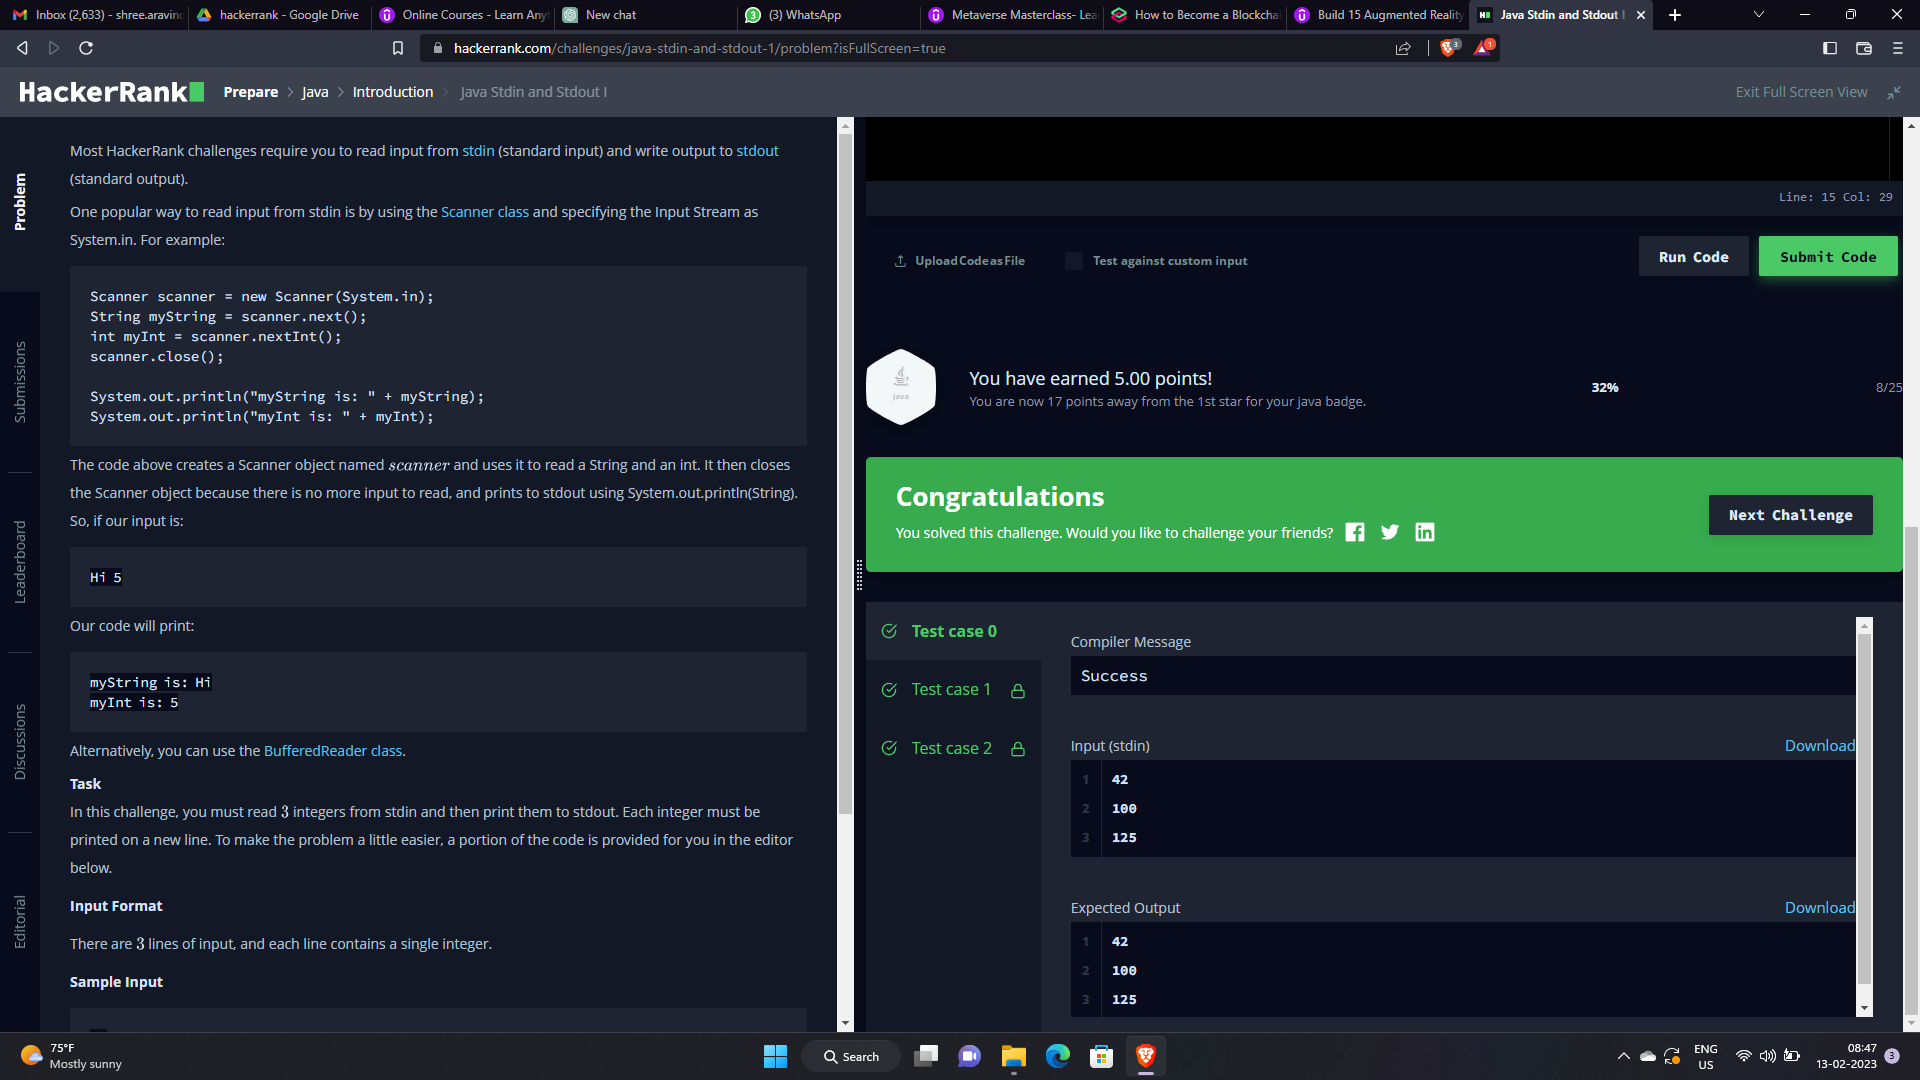 Inbox (2,633) - shree.aravind
hackerrank - Google Drive
Online Courses - Learn Any
New chat
(3) WhatsApp
Metaverse Masterclass- Lea
How to Become a Blockchai
Build 15 Augmented Reality
Java Stdin and Stdout I
hackerrank.com/challenges/java-stdin-and-stdout-1/problem?isFullScreen=true
3
1
HackerRank
Prepare > Java > Introduction > Java Stdin and Stdout I
Exit Full Screen View
Problem
Submissions
Leaderboard
Discussions
Editorial
Most HackerRank challenges require you to read input from stdin (standard input) and write output to stdout
(standard output).
One popular way to read input from stdin is by using the Scanner class and specifying the Input Stream as
System.in. For example:
Scanner scanner = new Scanner(System.in);
String myString = scanner.next();
int myInt = scanner.nextInt();
scanner.close();
System.out.println("myString is: " + myString);
System.out.println("myInt is: " + myInt);
The code above creates a Scanner object named scanner and uses it to read a String and an int. It then closes
the Scanner object because there is no more input to read, and prints to stdout using System.out.println(String).
So, if our input is:
Hi 5
Our code will print:
myString is: Hi
myInt is: 5
Alternatively, you can use the BufferedReader class.
Task
In this challenge, you must read 3 integers from stdin and then print them to stdout. Each integer must be
printed on a new line. To make the problem a little easier, a portion of the code is provided for you in the editor
below.
Input Format
There are 3 lines of input, and each line contains a single integer.
Sample Input
Line: 15 Col: 29
Upload Code as File
Test against custom input
Run Code
Submit Code
Java
You have earned 5.00 points!
You are now 17 points away from the 1st star for your java badge.
32%
8/25
Congratulations
You solved this challenge. Would you like to challenge your friends?
Next Challenge
Test case 0
Test case 1
Test case 2
Compiler Message
Success
Input (stdin)
Download
1 42
2 100
3 125
Expected Output
Download
1 42
2 100
3 125
75°F
Mostly sunny
Search
ENG
US
08:47
13-02-2023
3